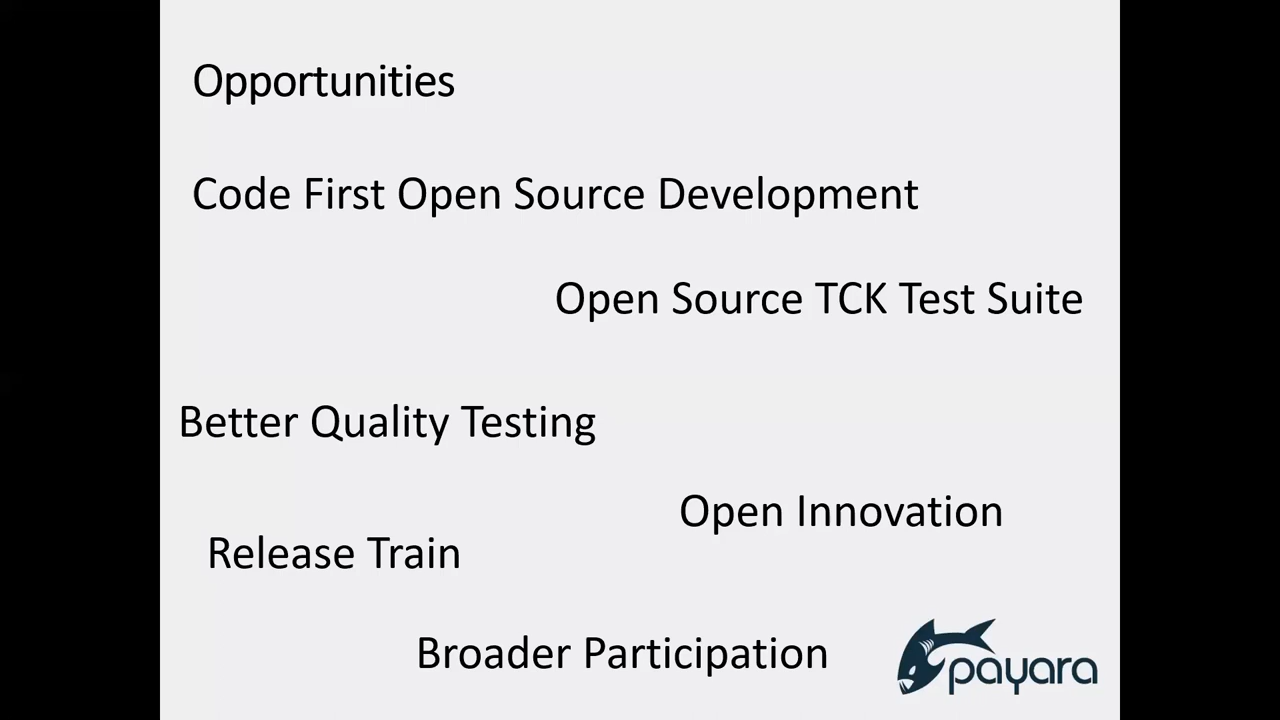 Opportunities
Code First Open Source Development
Open Source TCK Test Suite
Better Quality Testing
Open Innovation
Release Train
Broader Participation
payara